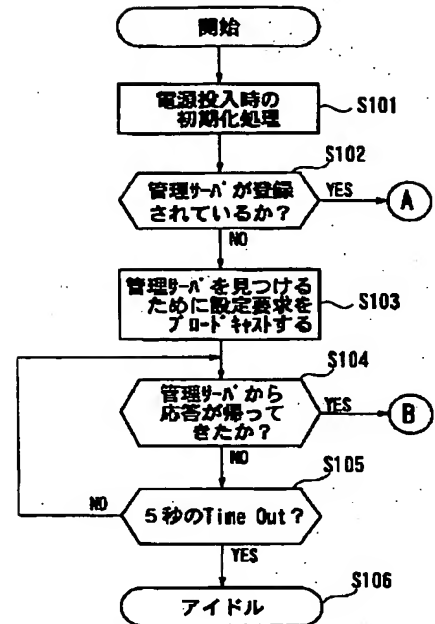 開始
電源投入時の
初期化処理
S101
S102
管理サーバが登録
されているか？
YES
A
NO
管理サーバを見つける
ために設定要求を
ブロードキャストする
S103
S104
管理サーバから
応答が帰って
きたか？
YES
B
NO
S105
5秒のTime Out？
NO
YES
S106
アイドル